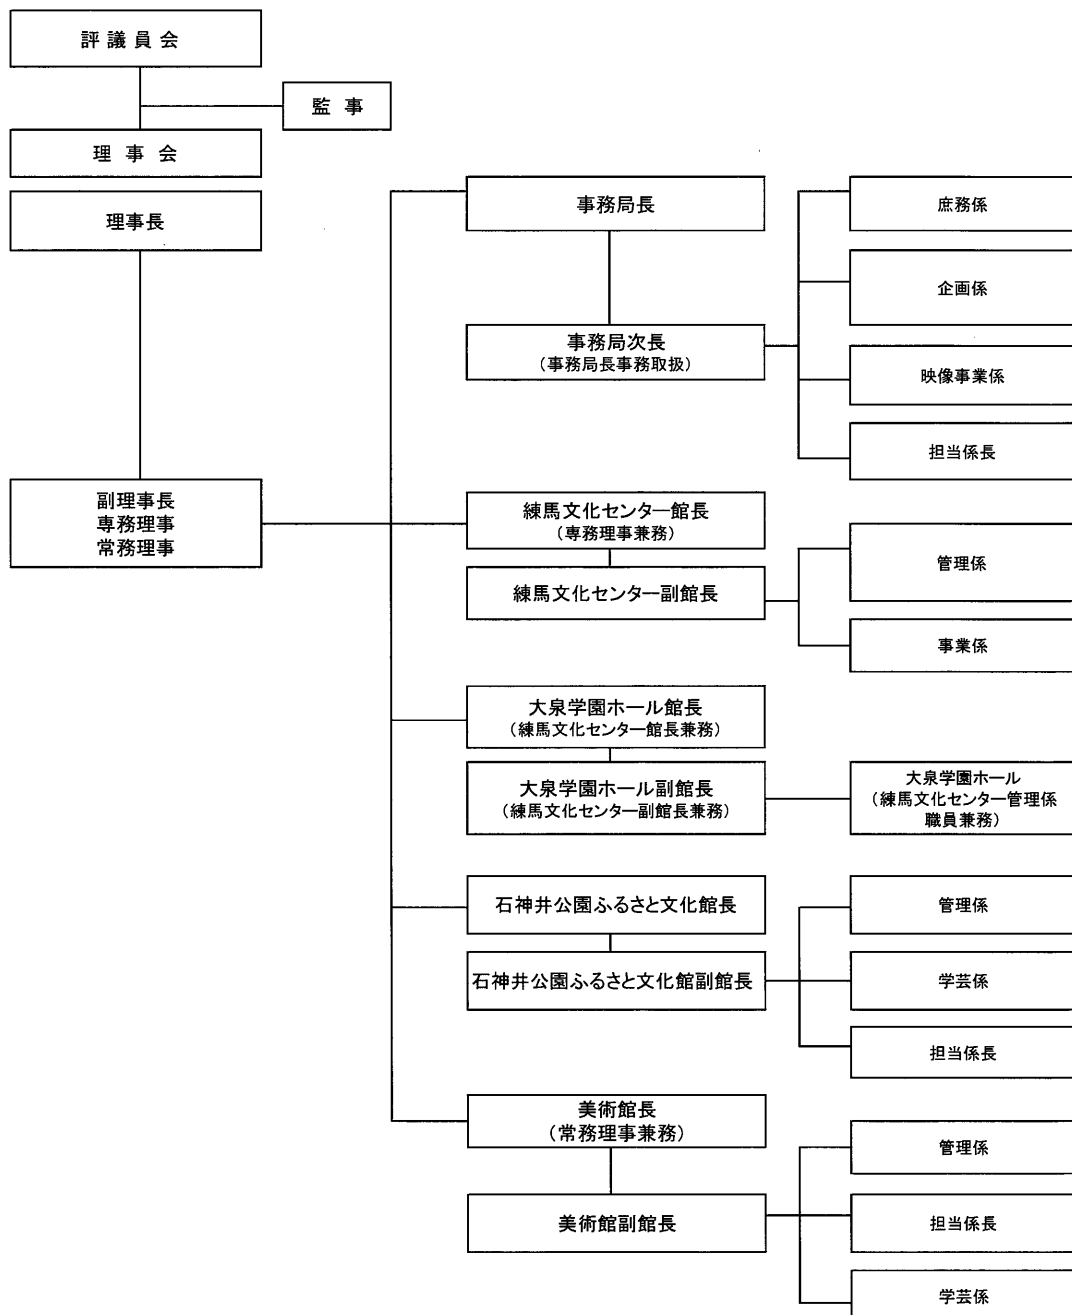 評議員会
監事
理事会
理事長
副理事長
専務理事
常務理事
事務局長
事務局次長
（事務局長事務取扱）
庶務係
企画係
映像事業係
担当係長
練馬文化センター館長
（専務理事兼務）
練馬文化センター副館長
管理係
事業係
大泉学園ホール館長
（練馬文化センター館長兼務）
大泉学園ホール副館長
（練馬文化センター副館長兼務）
大泉学園ホール
（練馬文化センター管理係
職員兼務）
石神井公園ふるさと文化館長
石神井公園ふるさと文化館副館長
管理係
学芸係
担当係長
美術館長
（常務理事兼務）
美術館副館長
管理係
担当係長
学芸係